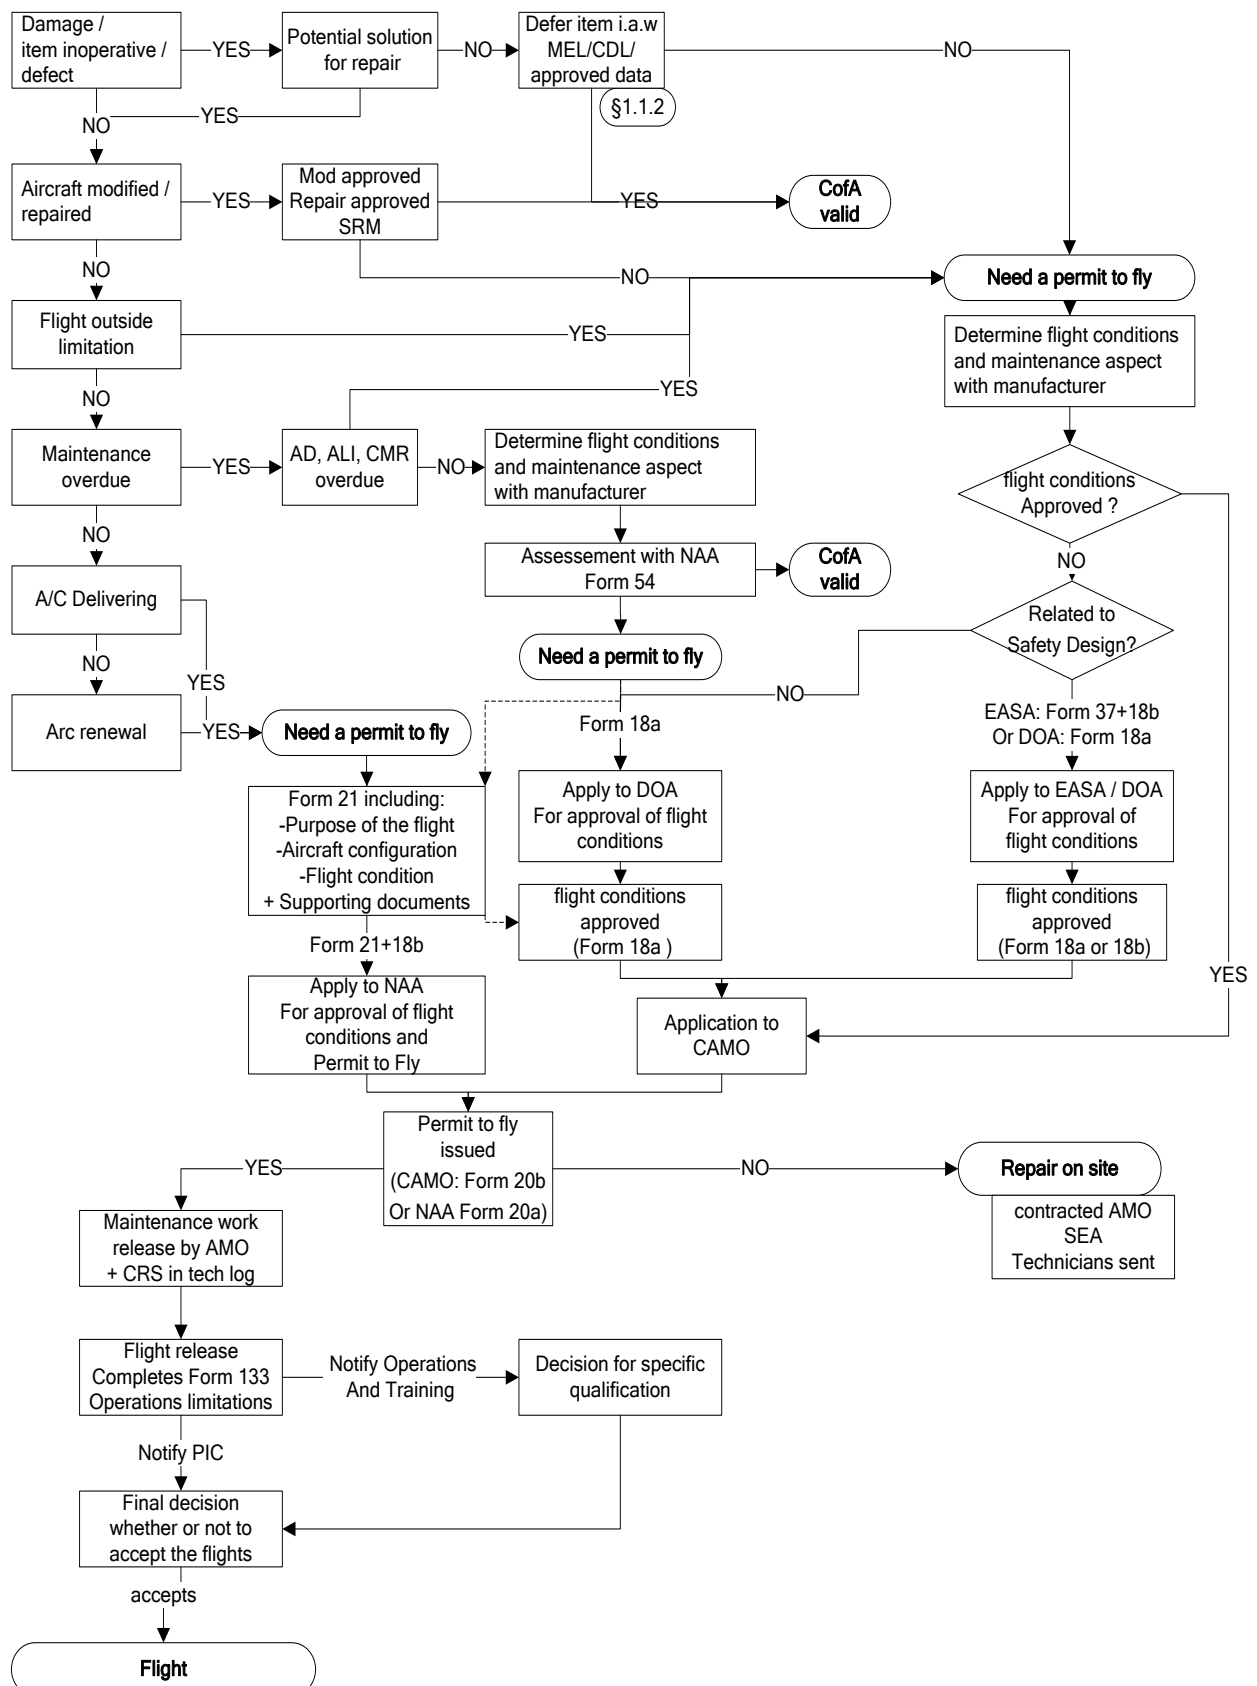 Damage /
item inoperative /
defect
YES
Potential solution
for repair
NO
Defer item i.a.w
MEL/CDL/
approved data
NO
§1.1.2
YES
NO
Aircraft modified /
repaired
YES
Mod approved
Repair approved
SRM
YES
CofA
valid
NO
NO
Need a permit to fly
Flight outside
limitation
YES
Determine flight conditions
and maintenance aspect
with manufacturer
NO
YES
Maintenance
overdue
YES
AD, ALI, CMR
overdue
NO
Determine flight conditions
and maintenance aspect
with manufacturer
flight conditions
Approved ?
NO
NO
Assessement with NAA
Form 54
CofA
valid
A/C Delivering
Related to
Safety Design?
NO
YES
Need a permit to fly
NO
Arc renewal
YES
Need a permit to fly
Form 18a
EASA: Form 37+18b
Or DOA: Form 18a
Form 21 including:
-Purpose of the flight
-Aircraft configuration
-Flight condition
+ Supporting documents
Apply to DOA
For approval of flight
conditions
Apply to EASA / DOA
For approval of
flight conditions
flight conditions
approved
(Form 18a )
flight conditions
approved
(Form 18a or 18b)
Form 21+18b
YES
Apply to NAA
For approval of flight
conditions and
Permit to Fly
Application to
CAMO
Permit to fly
issued
(CAMO: Form 20b
Or NAA Form 20a)
YES
NO
Repair on site
contracted AMO
SEA
Technicians sent
Maintenance work
release by AMO
+ CRS in tech log
Flight release
Completes Form 133
Operations limitations
Notify Operations
And Training
Decision for specific
qualification
Notify PIC
Final decision
whether or not to
accept the flights
accepts
Flight